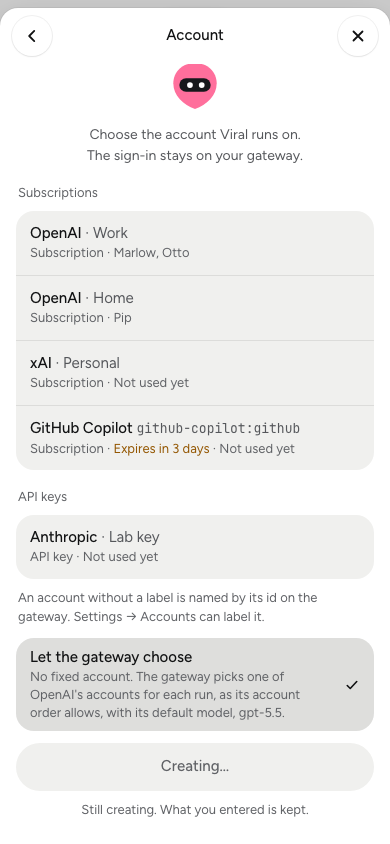 Account
Choose the account Viral runs on.
The sign-in stays on your gateway.
Subscriptions
OpenAI · Work
Subscription · Marlow, Otto
OpenAI · Home
Subscription · Pip
xAI · Personal
Subscription · Not used yet
GitHub Copilot github-copilot:github
Subscription · Expires in 3 days · Not used yet
API keys
Anthropic · Lab key
API key · Not used yet
An account without a label is named by its id on the
gateway. Settings → Accounts can label it.
Let the gateway choose
No fixed account. The gateway picks one of
OpenAI's accounts for each run, as its account
order allows, with its default model, gpt-5.5.
Creating…
Still creating. What you entered is kept.